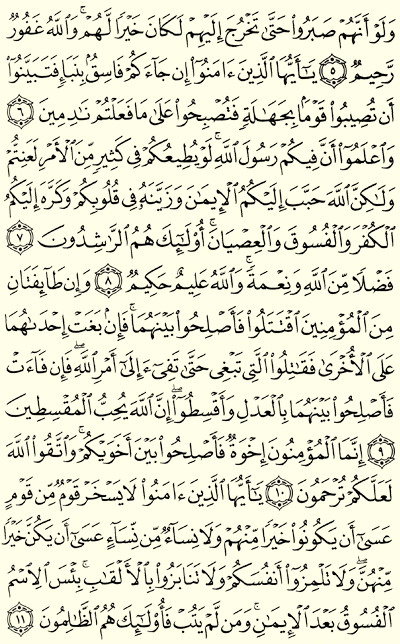 وَلَوْ أَنَّهُمْ صَبَرُوا۟ حَتَّىٰ تَخْرُجَ إِلَيْهِمْ لَكَانَ خَيْرًا لَّهُمْ ۚ وَٱللَّهُ غَفُورٌ
رَّحِيمٌ ٥ يَـٰٓأَيُّهَا ٱلَّذِينَ ءَامَنُوٓا۟ إِن جَآءَكُمْ فَاسِقٌۢ بِنَبَإٍ فَتَبَيَّنُوٓا۟
أَن تُصِيبُوا۟ قَوْمًۢا بِجَهَـٰلَةٍ فَتُصْبِحُوا۟ عَلَىٰ مَا فَعَلْتُمْ نَـٰدِمِينَ ٦
وَٱعْلَمُوٓا۟ أَنَّ فِيكُمْ رَسُولَ ٱللَّهِ ۚ لَوْ يُطِيعُكُمْ فِى كَثِيرٍ مِّنَ ٱلْأَمْرِ لَعَنِتُّمْ
وَلَـٰكِنَّ ٱللَّهَ حَبَّبَ إِلَيْكُمُ ٱلْإِيمَـٰنَ وَزَيَّنَهُۥ فِى قُلُوبِكُمْ وَكَرَّهَ إِلَيْكُمُ
ٱلْكُفْرَ وَٱلْفُسُوقَ وَٱلْعِصْيَانَ ۚ أُو۟لَـٰٓئِكَ هُمُ ٱلرَّٰشِدُونَ ٧
فَضْلًا مِّنَ ٱللَّهِ وَنِعْمَةً ۚ وَٱللَّهُ عَلِيمٌ حَكِيمٌ ٨ وَإِن طَآئِفَتَانِ
مِنَ ٱلْمُؤْمِنِينَ ٱقْتَتَلُوا۟ فَأَصْلِحُوا۟ بَيْنَهُمَا ۖ فَإِنۢ بَغَتْ إِحْدَىٰهُمَا
عَلَى ٱلْأُخْرَىٰ فَقَـٰتِلُوا۟ ٱلَّتِى تَبْغِى حَتَّىٰ تَفِىٓءَ إِلَىٰٓ أَمْرِ ٱللَّهِ ۚ فَإِن فَآءَتْ
فَأَصْلِحُوا۟ بَيْنَهُمَا بِٱلْعَدْلِ وَأَقْسِطُوٓا۟ ۖ إِنَّ ٱللَّهَ يُحِبُّ ٱلْمُقْسِطِينَ
٩ إِنَّمَا ٱلْمُؤْمِنُونَ إِخْوَةٌ فَأَصْلِحُوا۟ بَيْنَ أَخَوَيْكُمْ ۚ وَٱتَّقُوا۟ ٱللَّهَ
لَعَلَّكُمْ تُرْحَمُونَ ١٠ يَـٰٓأَيُّهَا ٱلَّذِينَ ءَامَنُوا۟ لَا يَسْخَرْ قَوْمٌ مِّن قَوْمٍ
عَسَىٰٓ أَن يَكُونُوا۟ خَيْرًا مِّنْهُمْ وَلَا نِسَآءٌ مِّن نِّسَآءٍ عَسَىٰٓ أَن يَكُنَّ خَيْرًا
مِّنْهُنَّ ۖ وَلَا تَلْمِزُوٓا۟ أَنفُسَكُمْ وَلَا تَنَابَزُوا۟ بِٱلْأَلْقَـٰبِ ۖ بِئْسَ ٱلِٱسْمُ
ٱلْفُسُوقُ بَعْدَ ٱلْإِيمَـٰنِ ۚ وَمَن لَّمْ يَتُبْ فَأُو۟لَـٰٓئِكَ هُمُ ٱلظَّـٰلِمُونَ ١١